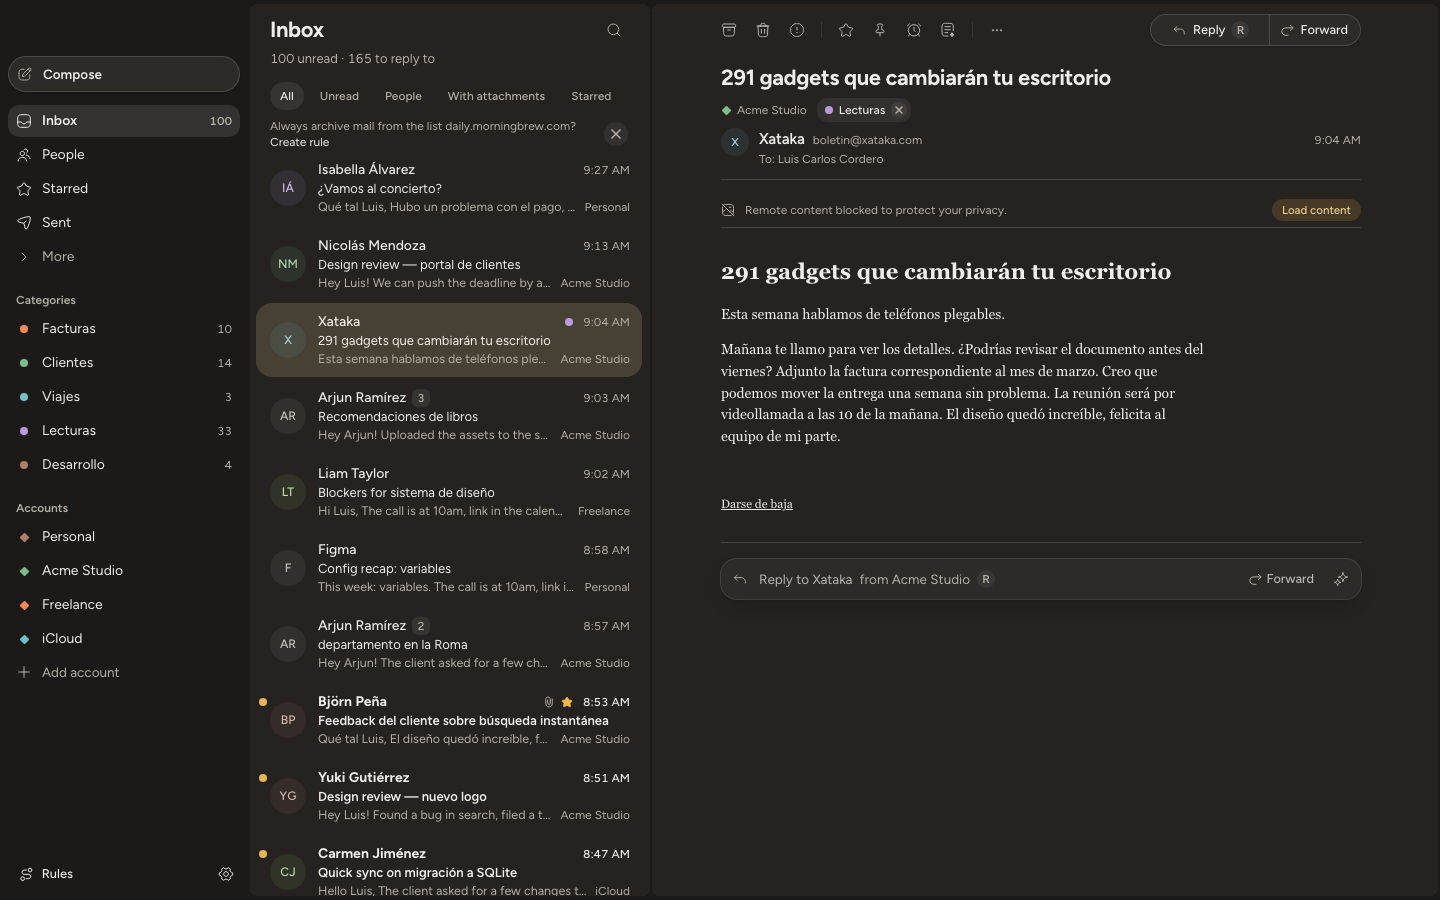 Compose
Inbox 100
People
Starred
Sent
More
Categories
Facturas 10
Clientes 14
Viajes 3
Lecturas 33
Desarrollo 4
Accounts
Personal
Acme Studio
Freelance
iCloud
Add account
Rules
Inbox
100 unread · 165 to reply to
All Unread People With attachments Starred
Always archive mail from the list daily.morningbrew.com?
Create rule
IÁ
Isabella Álvarez 9:27 AM
¿Vamos al concierto?
Qué tal Luis, Hubo un problema con el pago, ... Personal
NM
Nicolás Mendoza 9:13 AM
Design review — portal de clientes
Hey Luis! We can push the deadline by a... Acme Studio
X
Xataka 9:04 AM
291 gadgets que cambiarán tu escritorio
Esta semana hablamos de teléfonos ple... Acme Studio
AR
Arjun Ramírez 3 9:03 AM
Recomendaciones de libros
Hey Arjun! Uploaded the assets to the s... Acme Studio
LT
Liam Taylor 9:02 AM
Blockers for sistema de diseño
Hi Luis, The call is at 10am, link in the calen... Freelance
F
Figma 8:58 AM
Config recap: variables
This week: variables. The call is at 10am, link i... Personal
AR
Arjun Ramírez 2 8:57 AM
departamento en la Roma
Hey Arjun! The client asked for a few ch... Acme Studio
BP
Björn Peña 8:53 AM
Feedback del cliente sobre búsqueda instantánea
Qué tal Luis, El diseño quedó increíble, f... Acme Studio
YG
Yuki Gutiérrez 8:51 AM
Design review — nuevo logo
Hey Luis! Found a bug in search, filed a t... Acme Studio
CJ
Carmen Jiménez 8:47 AM
Quick sync on migración a SQLite
Hello Luis, The client asked for a few changes t... iCloud
Reply R Forward
291 gadgets que cambiarán tu escritorio
Acme Studio Lecturas
X
Xataka boletin@xataka.com 9:04 AM
To: Luis Carlos Cordero
Remote content blocked to protect your privacy. Load content
291 gadgets que cambiarán tu escritorio
Esta semana hablamos de teléfonos plegables.
Mañana te llamo para ver los detalles. ¿Podrías revisar el documento antes del
viernes? Adjunto la factura correspondiente al mes de marzo. Creo que
podemos mover la entrega una semana sin problema. La reunión será por
videollamada a las 10 de la mañana. El diseño quedó increíble, felicita al
equipo de mi parte.
Darse de baja
Reply to Xataka from Acme Studio R Forward